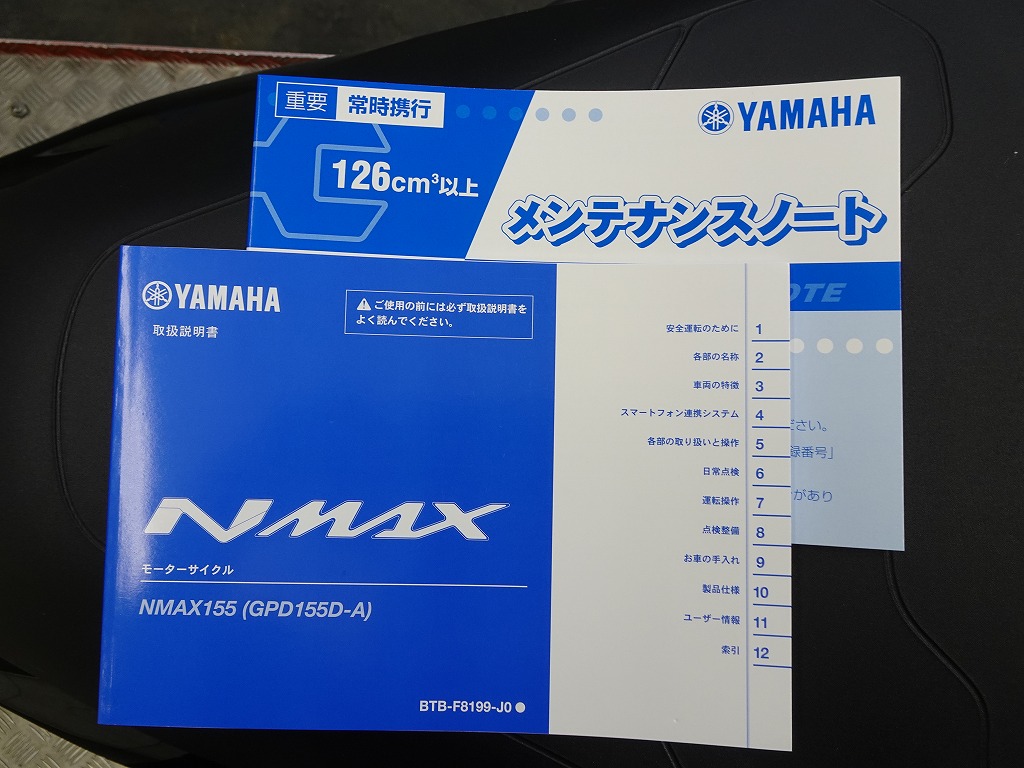 重要 常時携行
YAMAHA
126cm³以上
メンテナンスノート
YAMAHA
取扱説明書
⚠ご使用の前には必ず取扱説明書を
よく読んでください。
NMAX
モーターサイクル
NMAX155 (GPD155D-A)
BTB-F8199-J0●
安全運転のために 1
各部の名称 2
車両の特徴 3
スマートフォン連携システム 4
各部の取り扱いと操作 5
日常点検 6
運転操作 7
点検整備 8
お車の手入れ 9
製品仕様 10
ユーザー情報 11
索引 12
OTE
ださい。
録番号」
があり